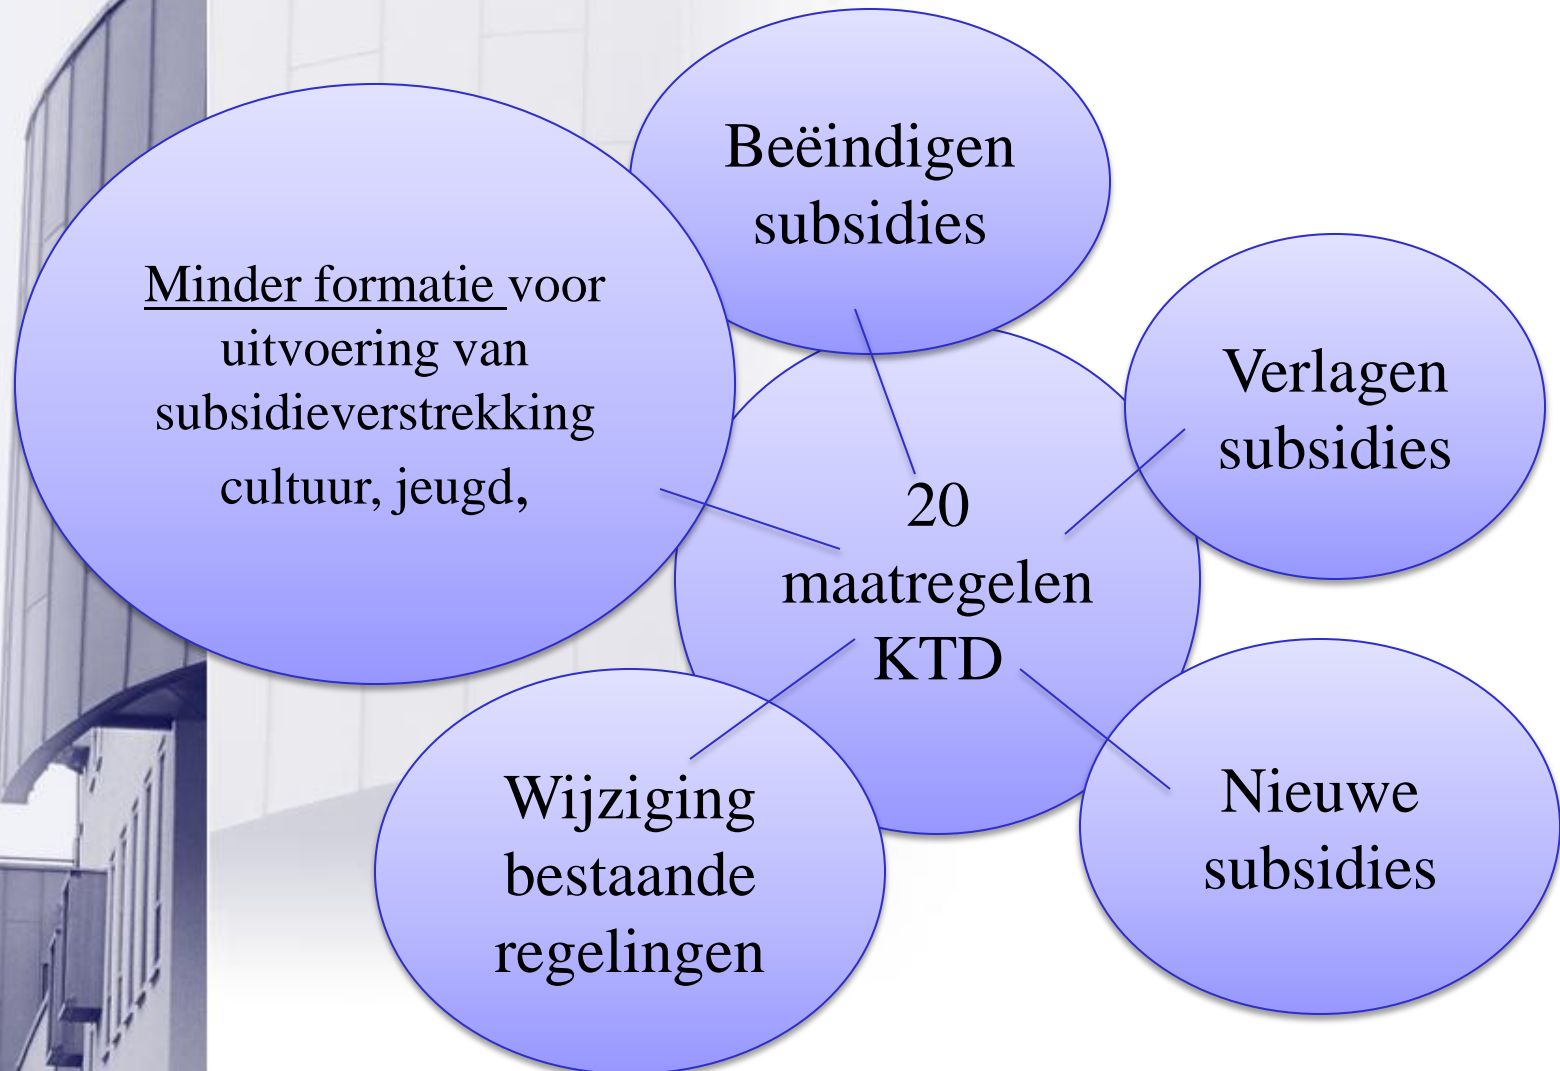 Beëindigen
subsidies
Minder formatie voor
uitvoering van
subsidieverstrekking
cultuur, jeugd,
Verlagen
subsidies
20
maatregelen
KTD
Wijziging
bestaande
regelingen
Nieuwe
subsidies